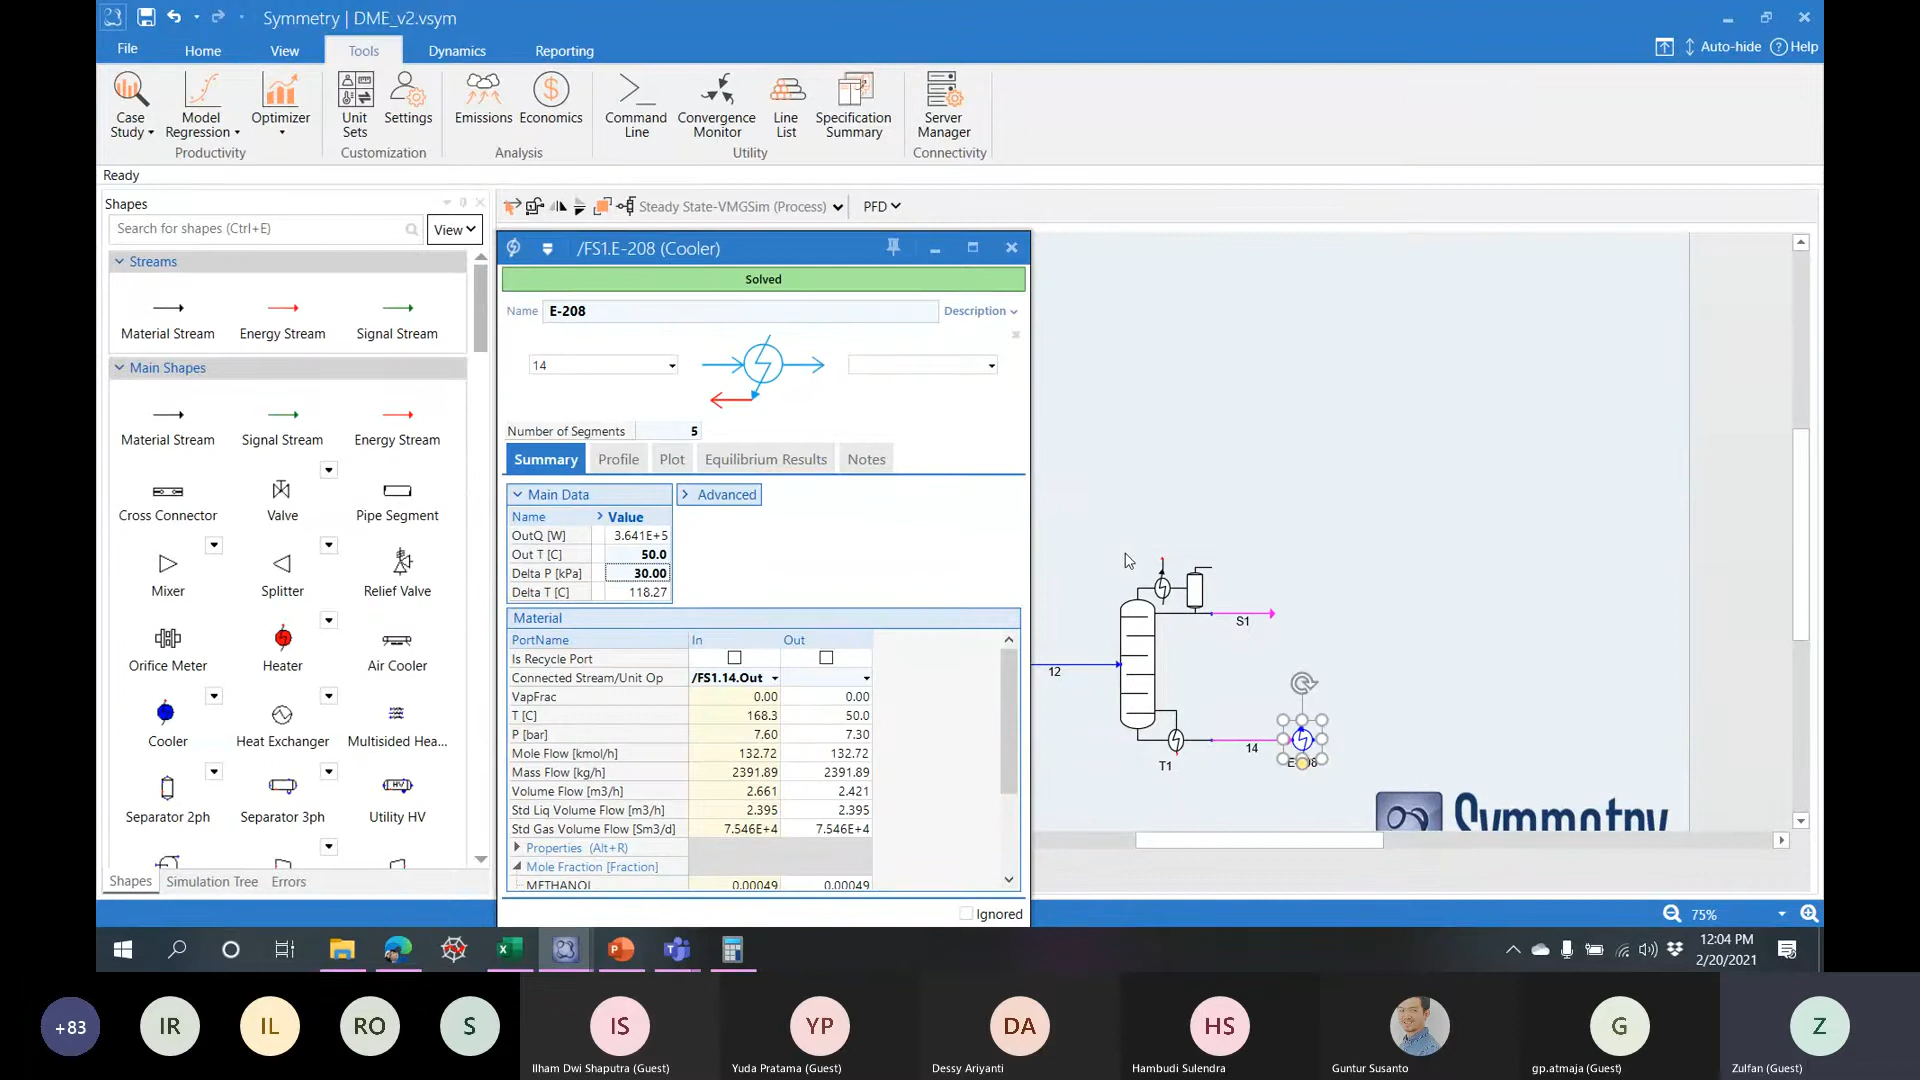 Symmetry | DME_v2.vsym
File
Home
View
Tools
Dynamics
Reporting
Auto-hide
Help
Case Study
Model Regression
Optimizer
Productivity
Unit Sets
Settings
Customization
Emissions
Economics
Analysis
Command Line
Convergence Monitor
Line List
Specification Summary
Utility
Server Manager
Connectivity
Ready
Shapes
Search for shapes (Ctrl+E)
View
Streams
Material Stream
Energy Stream
Signal Stream
Main Shapes
Material Stream
Signal Stream
Energy Stream
Cross Connector
Valve
Pipe Segment
Mixer
Splitter
Relief Valve
Orifice Meter
Heater
Air Cooler
Cooler
Heat Exchanger
Multisided Hea...
Separator 2ph
Separator 3ph
HV
Utility HV
Shapes
Simulation Tree
Errors
Steady State-VMGSim (Process)
PFD
/FS1.E-208 (Cooler)
Solved
Name E-208
Description
14
Number of Segments 5
Summary
Profile
Plot
Equilibrium Results
Notes
Main Data
Advanced
Name Value
OutQ [W] 3.641E+5
Out T [C] 50.0
Delta P [kPa] 30.00
Delta T [C] 118.27
Material
PortName In Out
Is Recycle Port
Connected Stream/Unit Op /FS1.14.Out
VapFrac 0.00 0.00
T [C] 168.3 50.0
P [bar] 7.60 7.30
Mole Flow [kmol/h] 132.72 132.72
Mass Flow [kg/h] 2391.89 2391.89
Volume Flow [m3/h] 2.661 2.421
Std Liq Volume Flow [m3/h] 2.395 2.395
Std Gas Volume Flow [Sm3/d] 7.546E+4 7.546E+4
Properties (Alt+R)
Mole Fraction [Fraction]
METHANOL 0.00049 0.00049
Ignored
12
S1
14
T1
Symmetry
75%
12:04 PM
2/20/2021
+83
IR
IL
RO
S
IS
Ilham Dwi Shaputra (Guest)
YP
Yuda Pratama (Guest)
DA
Dessy Ariyanti
HS
Hambudi Sulendra
Guntur Susanto
G
gp.atmaja (Guest)
Z
Zulfan (Guest)